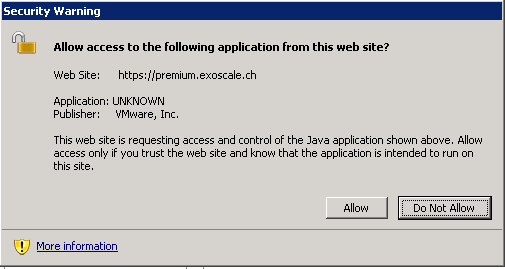 Security Warning
Allow access to the following application from this web site?
Web Site: https://premium.exoscale.ch
Application: UNKNOWN
Publisher: VMware, Inc.
This web site is requesting access and control of the Java application shown above. Allow
access only if you trust the web site and know that the application is intended to run on
this site.
Allow
Do Not Allow
More information